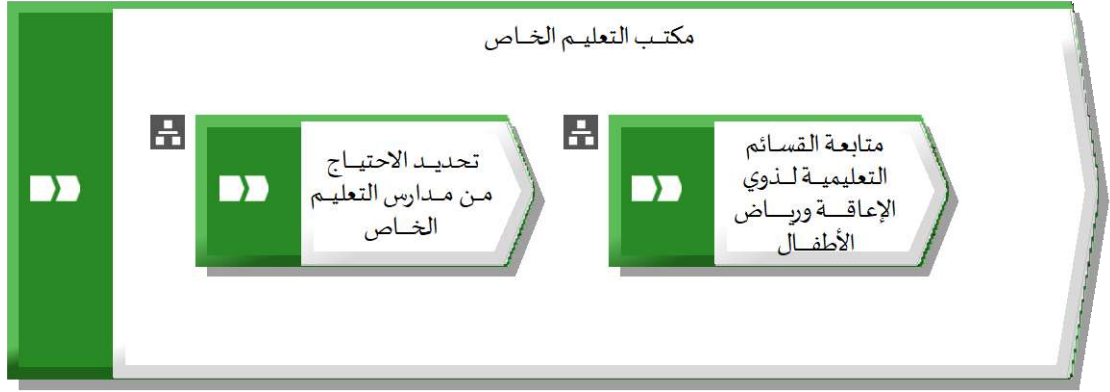 مكتب التعليم الخاص
متابعة القسائم
التعليمية لذوي
الإعاقة ورياض
الأطفال
تحديد الاحتياج
من مدارس التعليم
الخاص